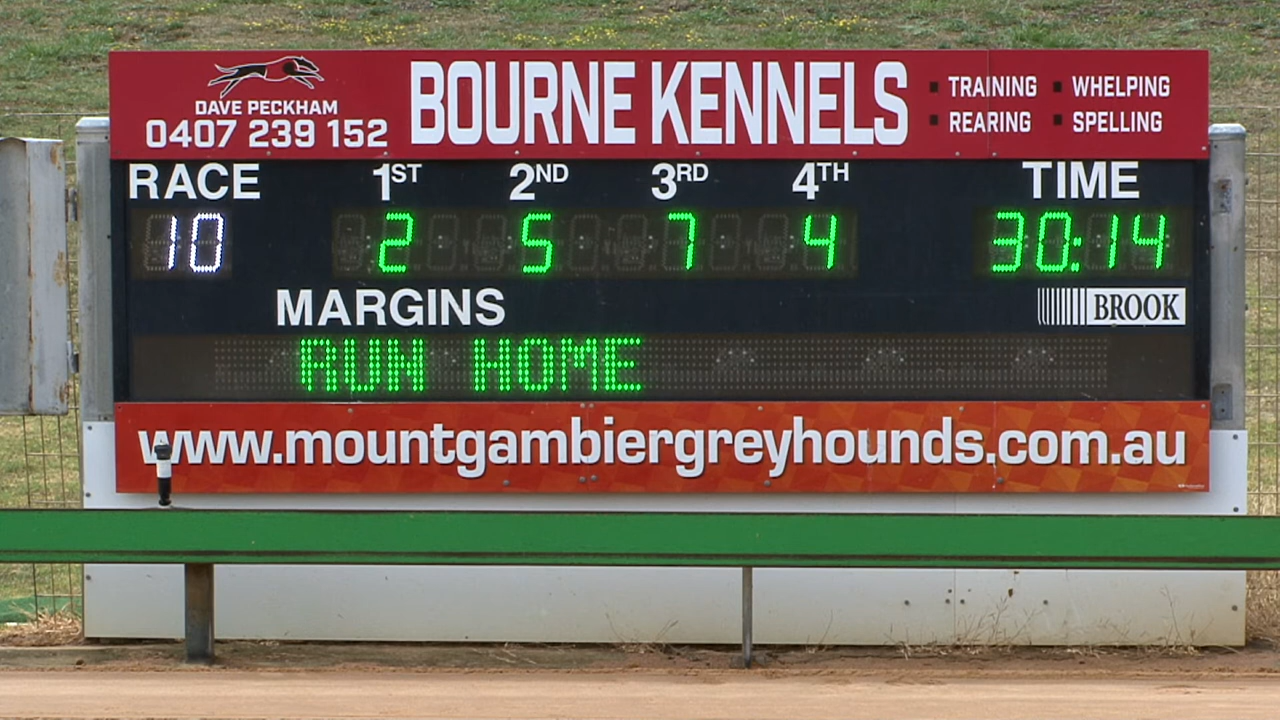 DAVE PECKHAM
0407 239 152
BOURNE KENNELS
TRAINING
WHELPING
REARING
SPELLING
RACE 1ST 2ND 3RD 4TH TIME
10 2 5 7 4 30:14
MARGINS
BROOK
RUN HOME
www.mountgambiergreyhounds.com.au